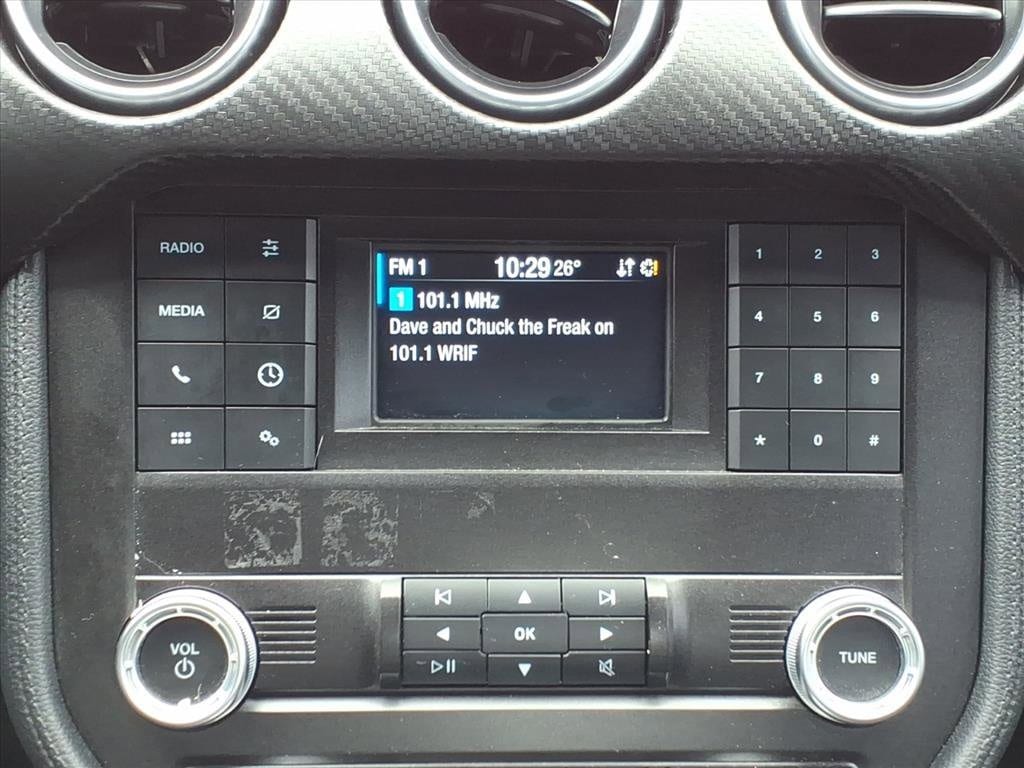 FM 1 10:29 26°
1 101.1 MHz
Dave and Chuck the Freak on
101.1 WRIF
RADIO
MEDIA
1 2 3
4 5 6
7 8 9
* 0 #
VOL
OK
TUNE